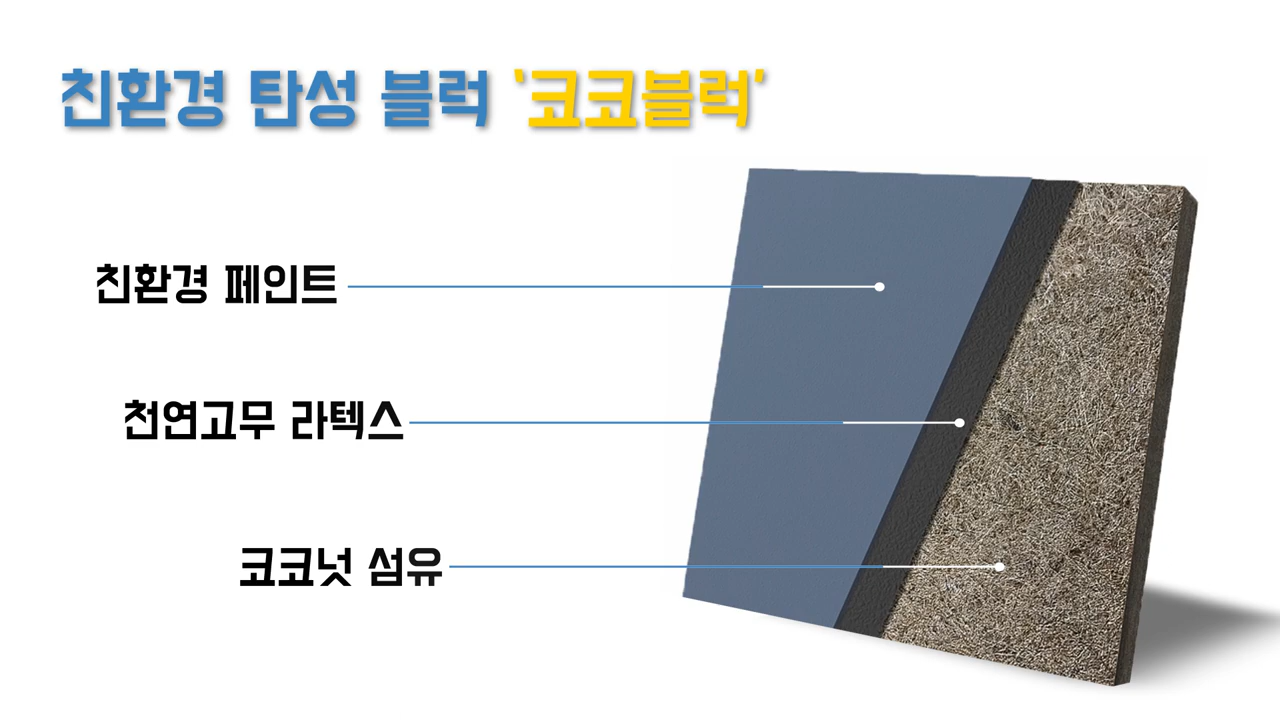 친환경 탄성 블럭 '코코블럭'
친환경 페인트
천연고무 라텍스
코코넛 섬유